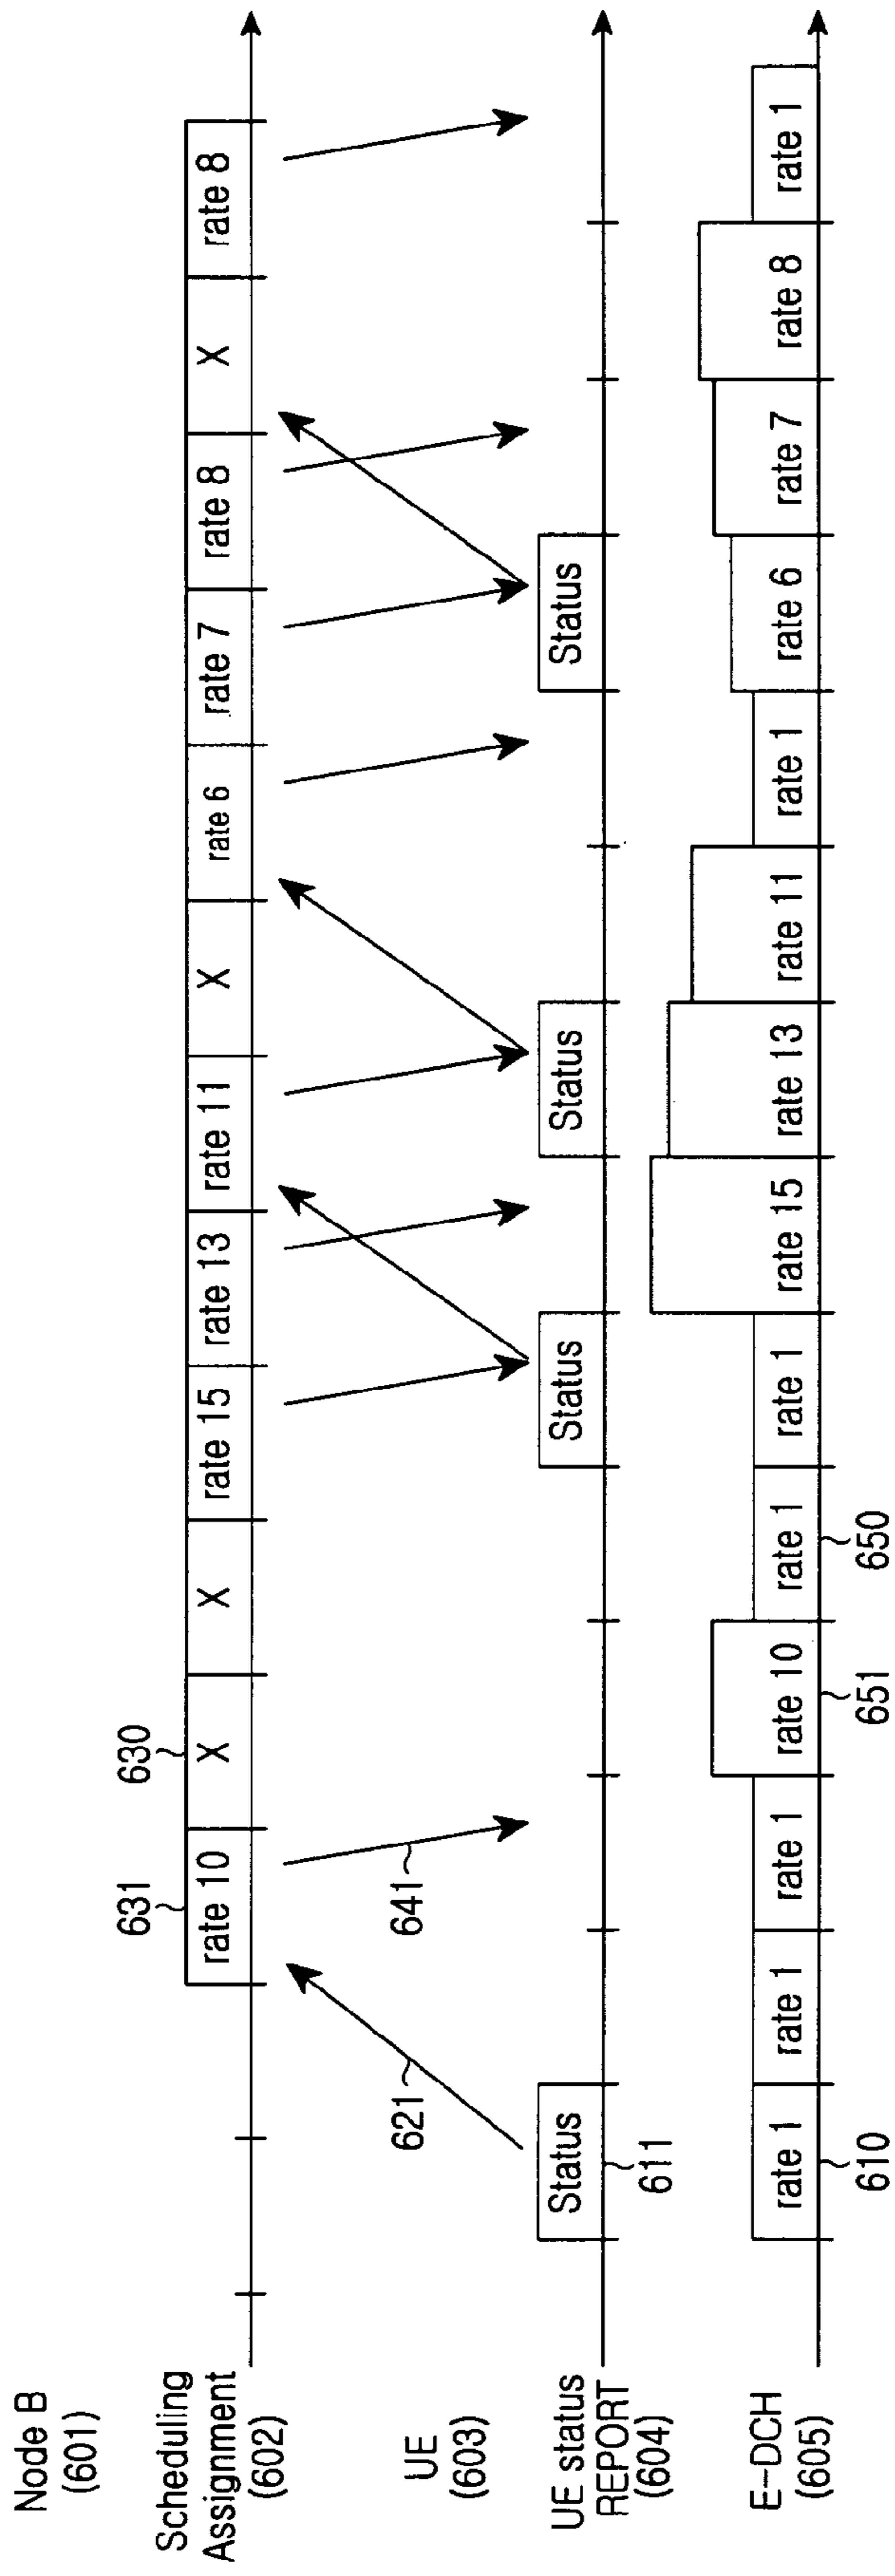 Node B
(601)
631
630
Scheduling
Assignment
(602)
rate 10
X
X
rate 15
rate 13
rate 11
X
rate 6
rate 7
rate 8
X
rate 8
UE
(603)
621
641
UE status
REPORT
(604)
Status
Status
Status
Status
611
E-DCH
(605)
rate 1
rate 1
rate 1
rate 10
rate 1
rate 1
rate 15
rate 13
rate 11
rate 1
rate 6
rate 7
rate 8
rate 1
610
651
650